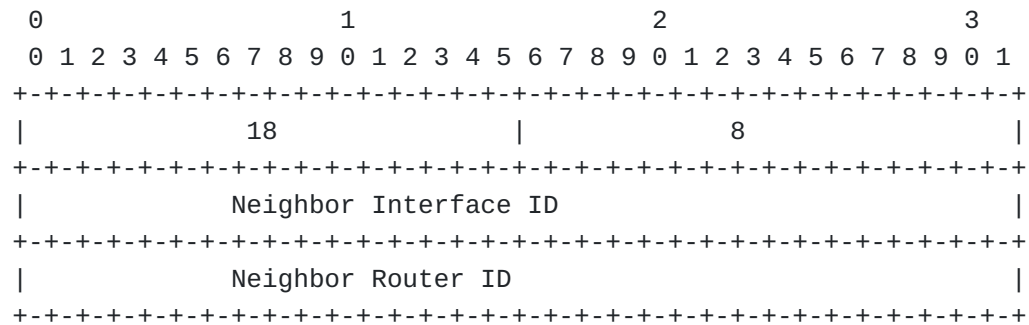 0                   1                   2                   3
 0 1 2 3 4 5 6 7 8 9 0 1 2 3 4 5 6 7 8 9 0 1 2 3 4 5 6 7 8 9 0 1
+-+-+-+-+-+-+-+-+-+-+-+-+-+-+-+-+-+-+-+-+-+-+-+-+-+-+-+-+-+-+-+-+
|              18               |             8                 |
+-+-+-+-+-+-+-+-+-+-+-+-+-+-+-+-+-+-+-+-+-+-+-+-+-+-+-+-+-+-+-+-+
|             Neighbor Interface ID                             |
+-+-+-+-+-+-+-+-+-+-+-+-+-+-+-+-+-+-+-+-+-+-+-+-+-+-+-+-+-+-+-+-+
|             Neighbor Router ID                                |
+-+-+-+-+-+-+-+-+-+-+-+-+-+-+-+-+-+-+-+-+-+-+-+-+-+-+-+-+-+-+-+-+